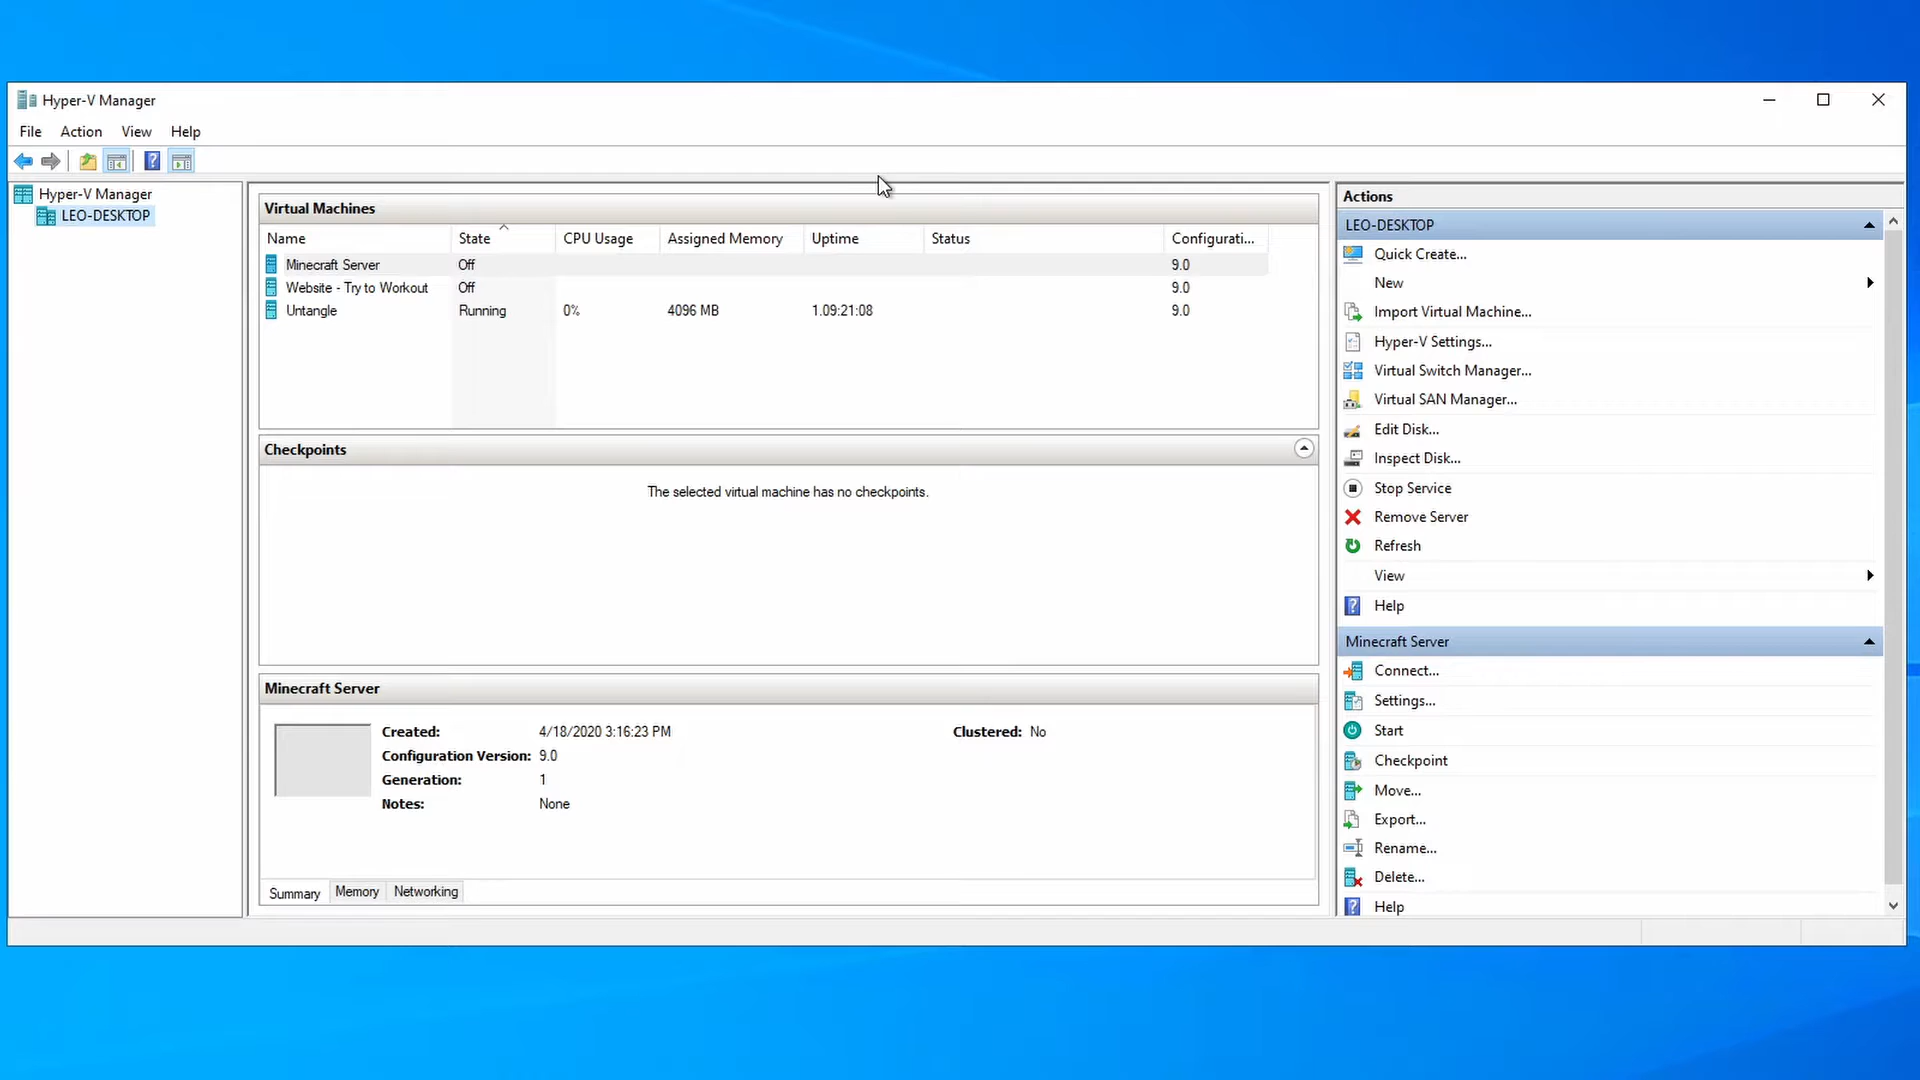 Hyper-V Manager
File Action View Help
Hyper-V Manager
LEO-DESKTOP
Virtual Machines
Name State CPU Usage Assigned Memory Uptime Status Configurati...
Minecraft Server Off 9.0
Website - Try to Workout Off 9.0
Untangle Running 0% 4096 MB 1.09:21:08 9.0
Checkpoints
The selected virtual machine has no checkpoints.
Minecraft Server
Created: 4/18/2020 3:16:23 PM Clustered: No
Configuration Version: 9.0
Generation: 1
Notes: None
Summary Memory Networking
Actions
LEO-DESKTOP
Quick Create...
New
Import Virtual Machine...
Hyper-V Settings...
Virtual Switch Manager...
Virtual SAN Manager...
Edit Disk...
Inspect Disk...
Stop Service
Remove Server
Refresh
View
Help
Minecraft Server
Connect...
Settings...
Start
Checkpoint
Move...
Export...
Rename...
Delete...
Help